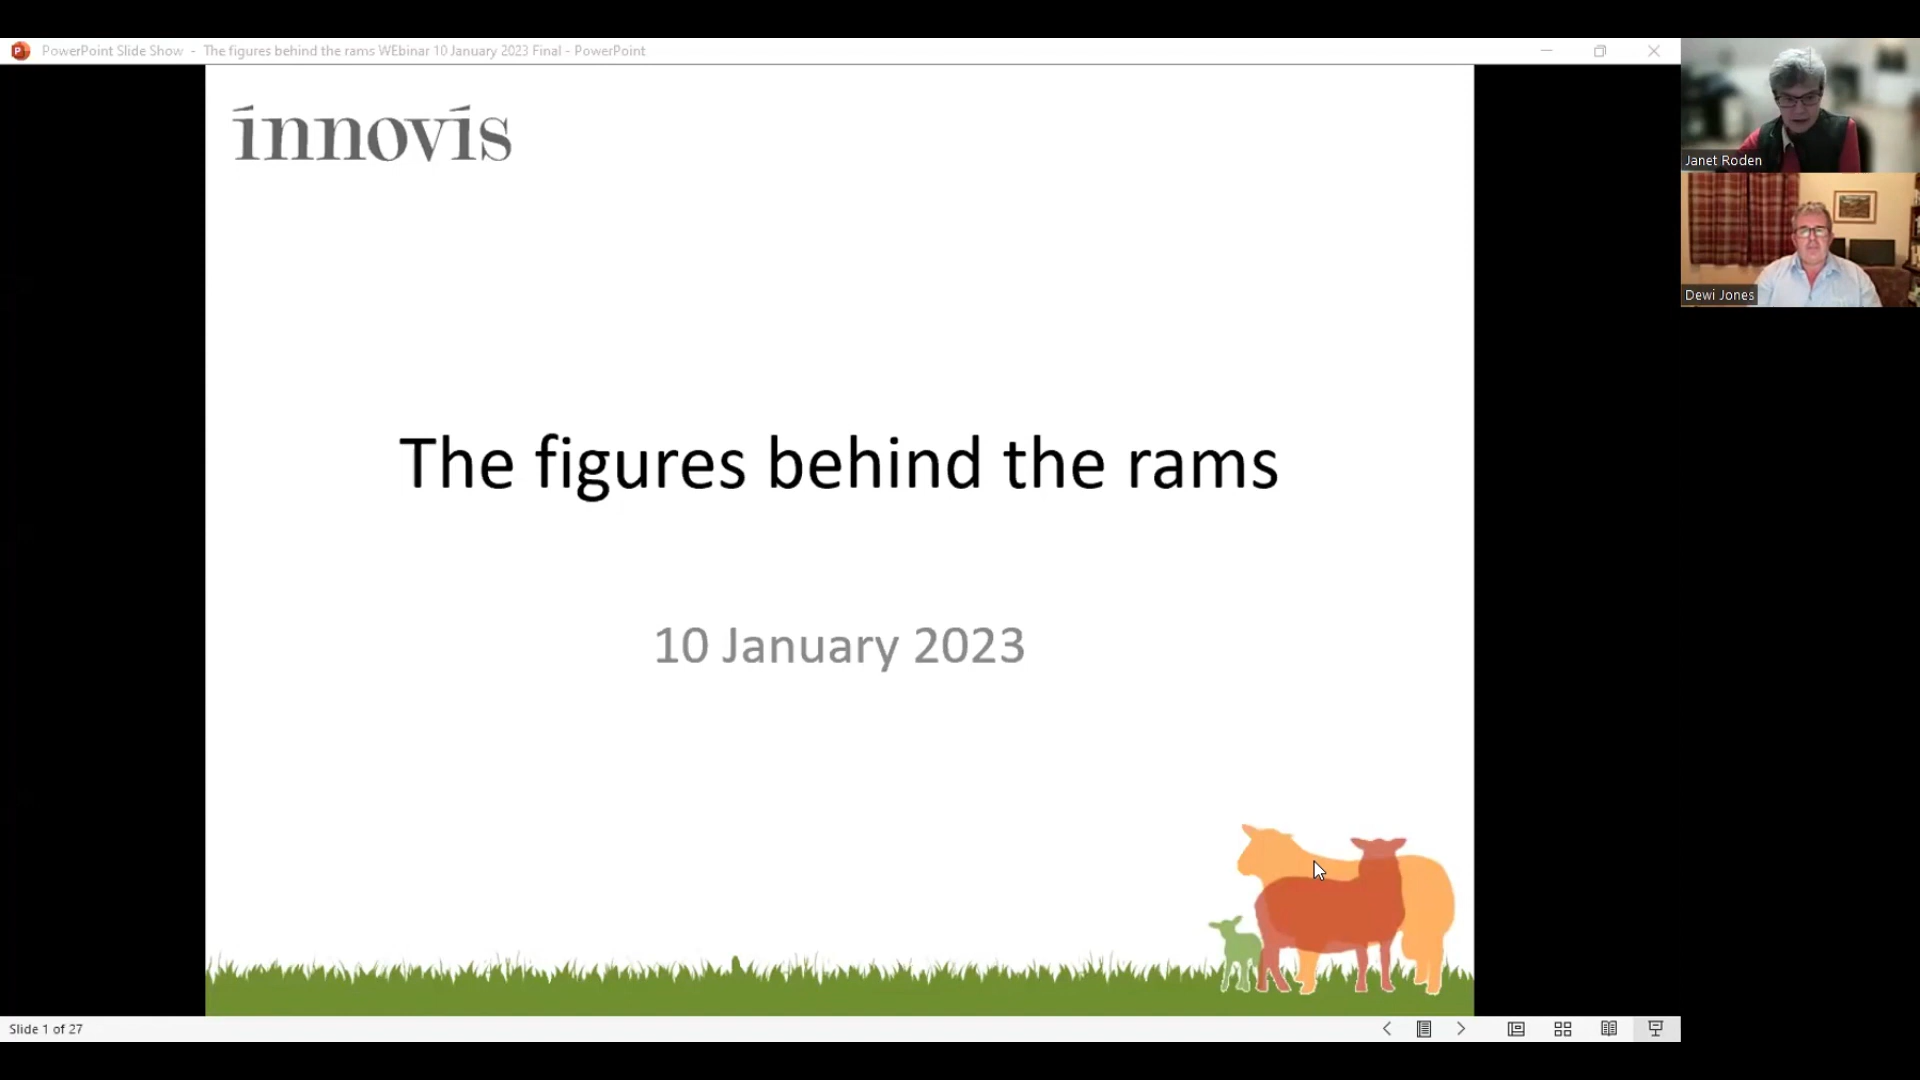 PowerPoint Slide Show - The figures behind the rams WEbinar 10 January 2023 Final - PowerPoint
innovis
The figures behind the rams
10 January 2023
Janet Roden
Dewi Jones
Slide 1 of 27